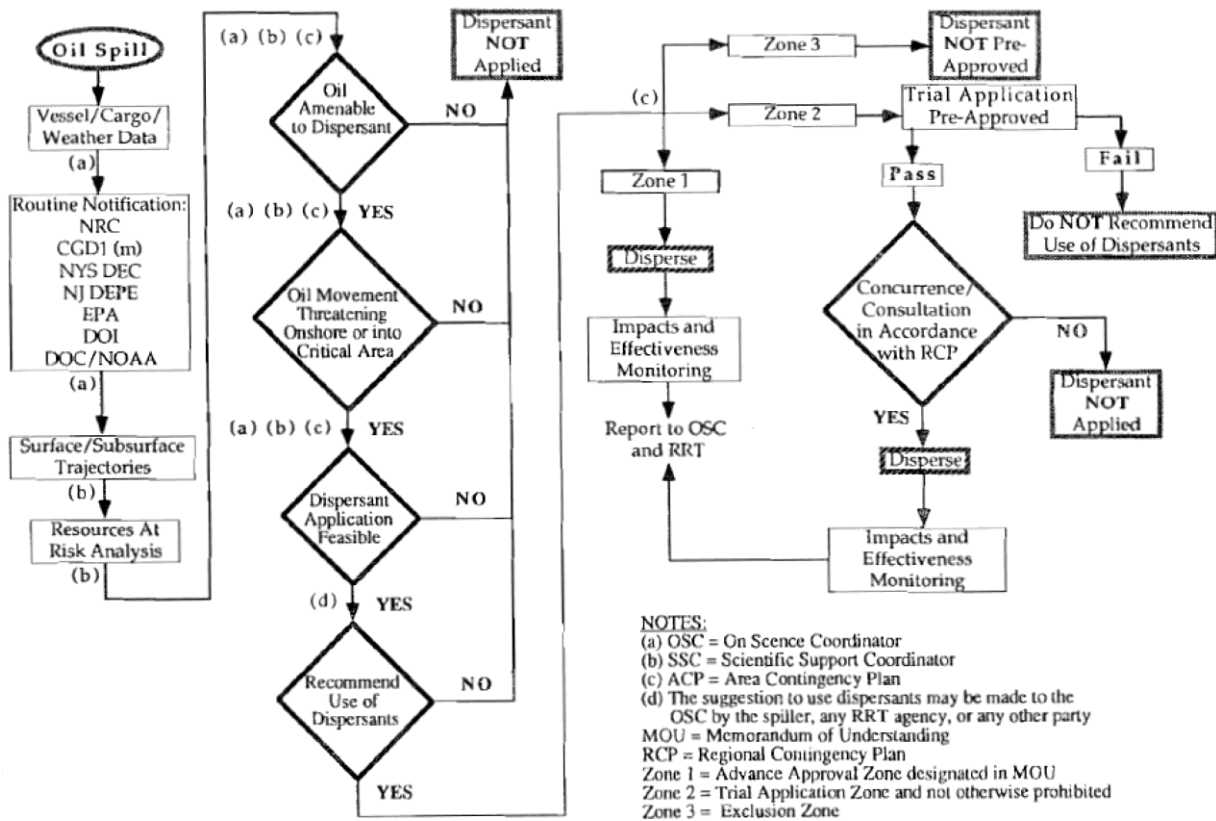 Oil Spill
Vessel/Cargo/
Weather Data
(a)
Routine Notification:
NRC
CGD1 (m)
NYS DEC
NJ DEPE
EPA
DOI
DOC/NOAA
(a)
Surface/Subsurface
Trajectories
(b)
Resources At
Risk Analysis
(b)
(a) (b) (c)
Oil
Amenable
to Dispersant
NO
Dispersant
NOT
Applied
(a) (b) (c)
YES
Oil Movement
Threatening
Onshore or into
Critical Area
NO
(a) (b) (c)
YES
Dispersant
Application
Feasible
NO
(d)
YES
Recommend
Use of
Dispersants
NO
YES
(c)
Zone 3
Dispersant
NOT Pre-
Approved
Zone 2
Trial Application
Pre-Approved
Fail
Do NOT Recommend
Use of Dispersants
Pass
Concurrence/
Consultation
in Accordance
with RCP
NO
Dispersant
NOT
Applied
YES
Disperse
Impacts and
Effectiveness
Monitoring
Zone 1
Disperse
Impacts and
Effectiveness
Monitoring
Report to OSC
and RRT
NOTES:
(a) OSC = On Scence Coordinator
(b) SSC = Scientific Support Coordinator
(c) ACP = Area Contingency Plan
(d) The suggestion to use dispersants may be made to the
OSC by the spiller, any RRT agency, or any other party
MOU = Memorandum of Understanding
RCP = Regional Contingency Plan
Zone 1 = Advance Approval Zone designated in MOU
Zone 2 = Trial Application Zone and not otherwise prohibited
Zone 3 = Exclusion Zone